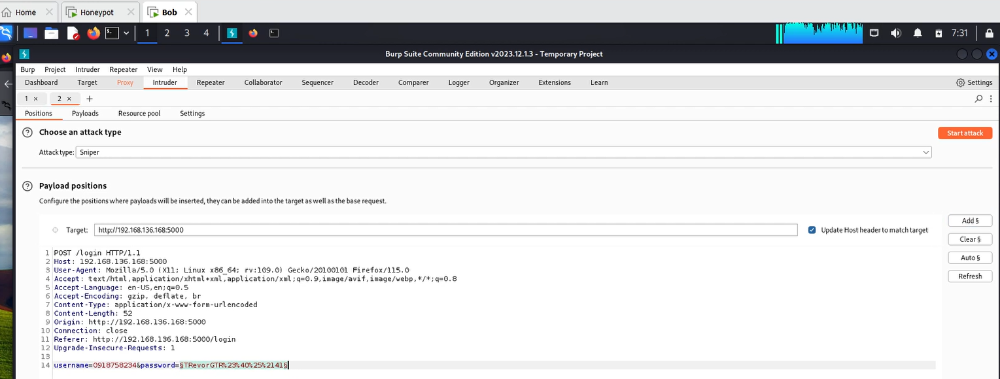 Home Honeypot Bob
1 2 3 4 7:31
Burp Suite Community Edition v2023.12.1.3 - Temporary Project
Burp Project Intruder Repeater View Help
Dashboard Target Proxy Intruder Repeater Collaborator Sequencer Decoder Comparer Logger Organizer Extensions Learn Settings
1 × 2 × +
Positions Payloads Resource pool Settings
Choose an attack type Start attack
Attack type: Sniper
Payload positions
Configure the positions where payloads will be inserted, they can be added into the target as well as the base request.
Add §
Target: http://192.168.136.168:5000 Update Host header to match target
Clear §
1 POST /login HTTP/1.1
Auto §
2 Host: 192.168.136.168:5000
3 User-Agent: Mozilla/5.0 (X11; Linux x86_64; rv:109.0) Gecko/20100101 Firefox/115.0
Refresh
4 Accept: text/html,application/xhtml+xml,application/xml;q=0.9,image/avif,image/webp,*/*;q=0.8
5 Accept-Language: en-US,en;q=0.5
6 Accept-Encoding: gzip, deflate, br
7 Content-Type: application/x-www-form-urlencoded
8 Content-Length: 52
9 Origin: http://192.168.136.168:5000
10 Connection: close
11 Referer: http://192.168.136.168:5000/login
12 Upgrade-Insecure-Requests: 1
13
14 username=0918758234&password=§TRevorGTR%23%40%25%2141§